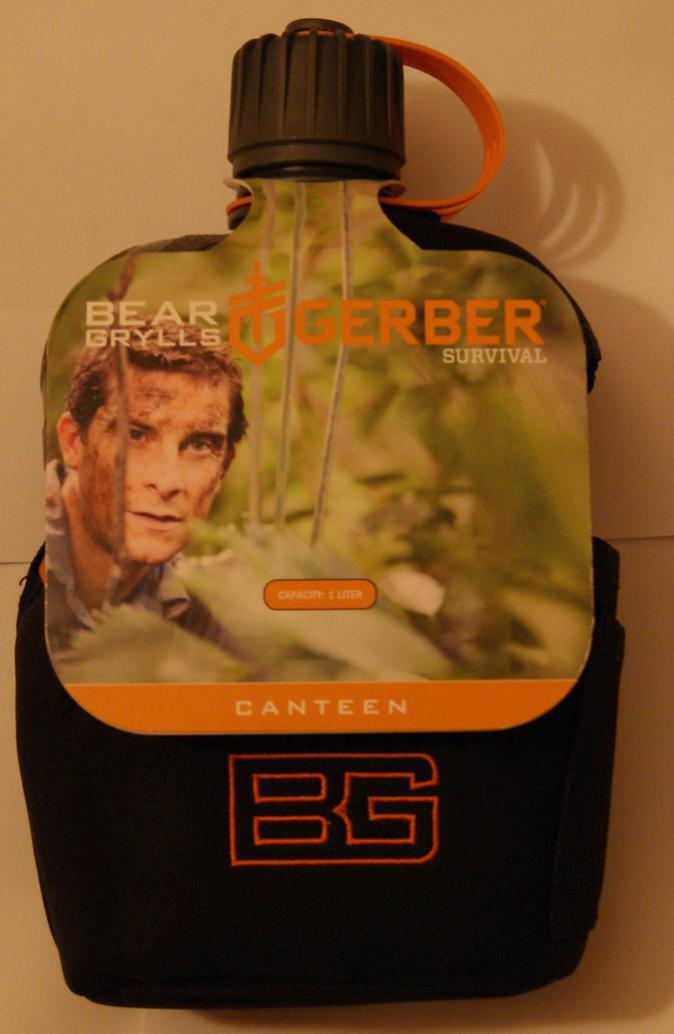 BEAR
GRYLLS
GERBER®
SURVIVAL
CAPACITY: 1 LITER
CANTEEN
BG